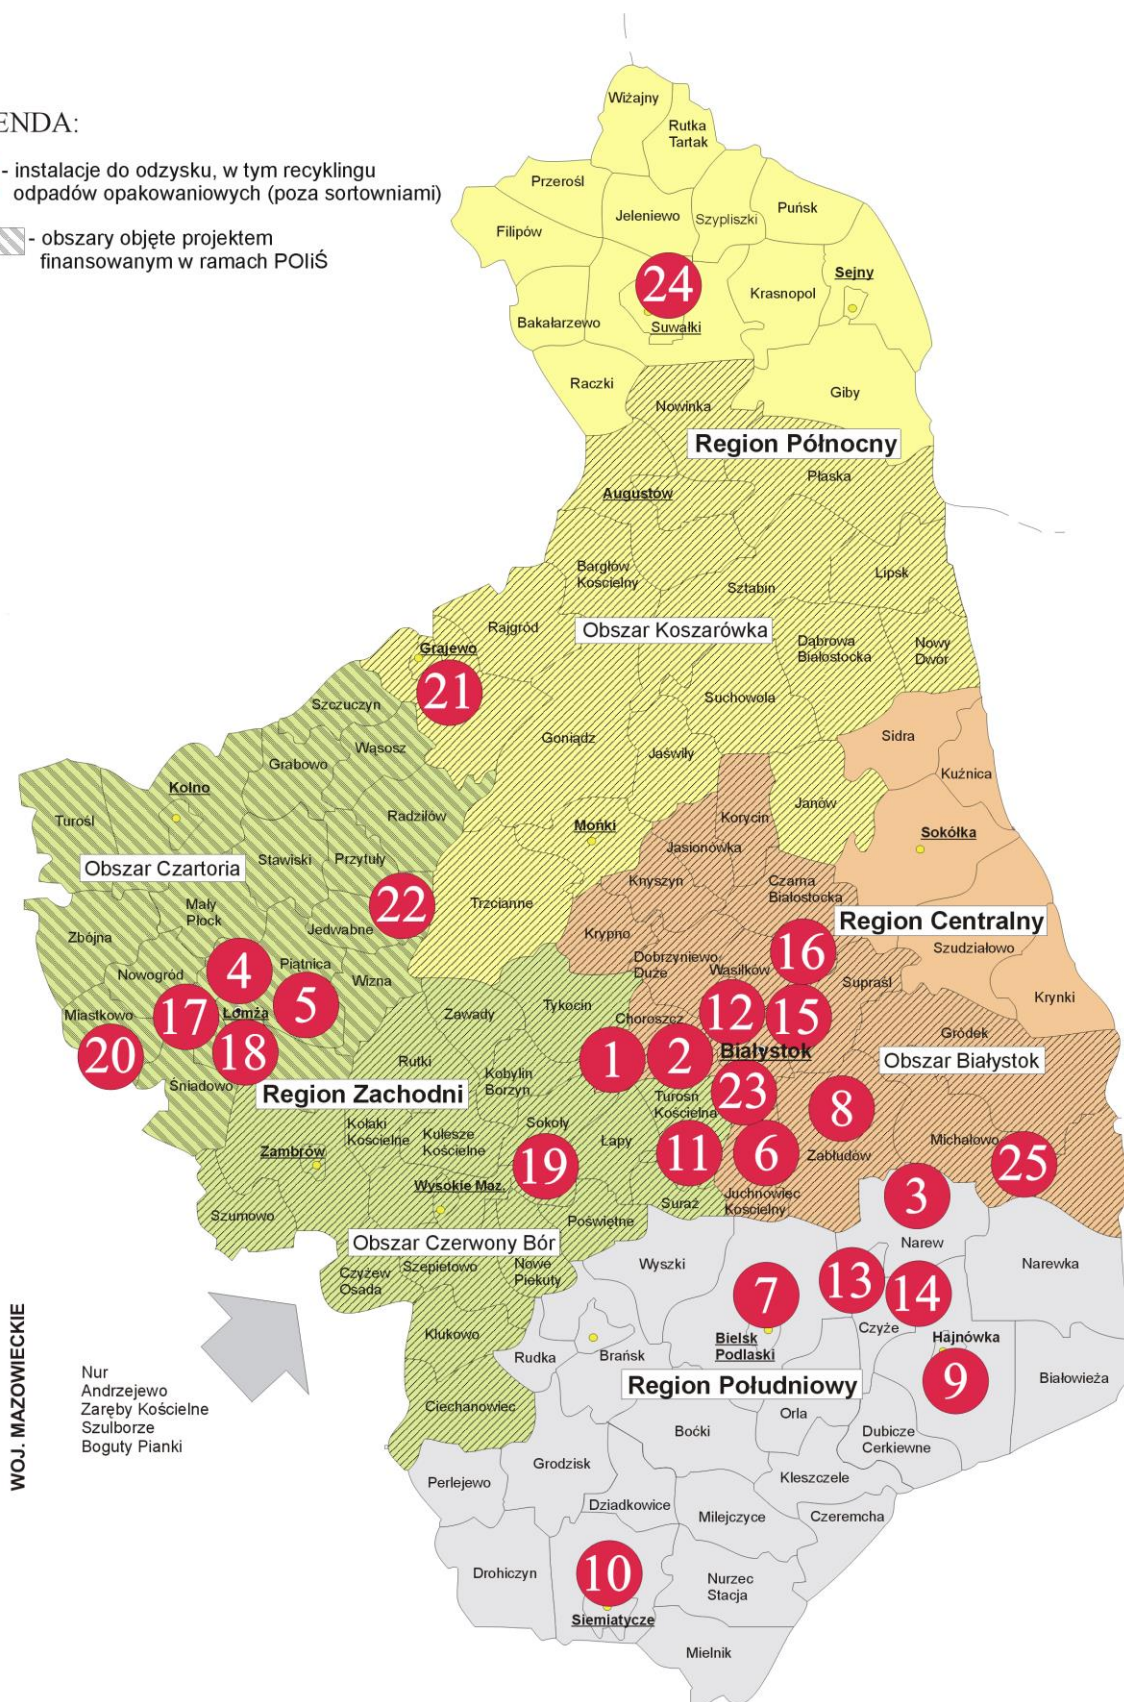 ENDA:
- instalacje do odzysku, w tym recyklingu
odpadów opakowaniowych (poza sortowniami)
- obszary objęte projektem
finansowanym w ramach POIiŚ
Wiżajny
Rutka
Tartak
Przerośl
Jeleniewo
Szypliszki
Puńsk
Filipów
Sejny
24
Krasnopol
Bakałarzewo
Suwałki
Raczki
Giby
Nowinka
Region Północny
Płaska
Augustów
Bargłów
Kościelny
Sztabin
Lipsk
Rajgród
Obszar Koszarówka
Dąbrowa
Białostocka
Nowy
Dwór
Grajewo
21
Suchowola
Szczuczyn
Wąsosz
Goniądz
Jaświły
Sidra
Grabowo
Kuźnica
Kolno
Radziłów
Janów
Turośl
Korycin
Mońki
Sokółka
Jasionówka
Obszar Czartoria
Stawiski
Przytuły
Knyszyn
Czarna
Białostocka
Mały
Płock
22
Trzcianne
Region Centralny
Zbójna
Jedwabne
Krypno
Szudziałowo
Nowogród
4
Piątnica
Wizna
Dobrzyniewo
Duże
Wasilków
16
Supraśl
Krynki
Miastkowo
17
Łomża
5
Zawady
Tykocin
Choroszcz
12
15
Gródek
20
18
Rutki
1
2
Białystok
Obszar Białystok
Śniadowo
Region Zachodni
Kobylin
Borzyn
Turośń
Kościelna
23
8
Kołaki
Kościelne
Kulesze
Kościelne
Sokoły
Łapy
Michałowo
Zambrów
19
11
6
Zabłudów
25
Wysokie Maz.
Suraż
Juchnowiec
Kościelny
3
Szumowo
Poświętne
Obszar Czerwony Bór
Narew
Wyszki
Narewka
Czyżew
Osada
Szepietowo
Nowe
Piekuty
7
13
14
Klukowo
Bielsk
Podlaski
Czyże
Hajnówka
Rudka
Brańsk
9
Białowieża
Region Południowy
WOJ. MAZOWIECKIE
Nur
Andrzejewo
Zaręby Kościelne
Szulborze
Boguty Pianki
Ciechanowiec
Orla
Boćki
Dubicze
Cerkiewne
Grodzisk
Kleszczele
Perlejewo
Dziadkowice
Milejczyce
Czeremcha
10
Drohiczyn
Nurzec
Stacja
Siemiatycze
Mielnik